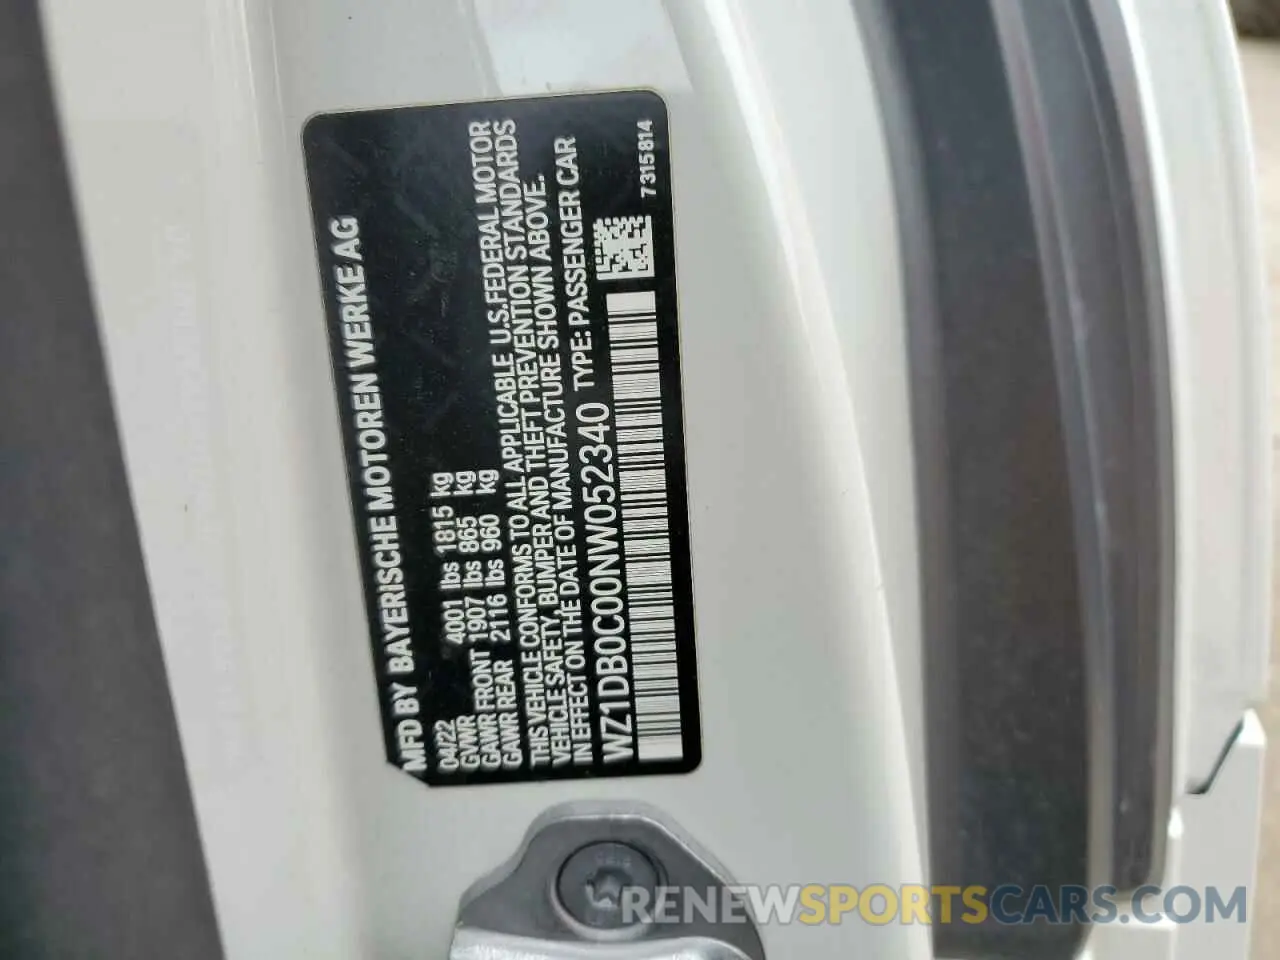 MFD BY BAYERISCHE MOTOREN WERKE AG
04/22
GVWR 4001 lbs 1815 kg
GAWR FRONT 1907 lbs 865 kg
GAWR REAR 2116 lbs 960 kg
THIS VEHICLE CONFORMS TO ALL APPLICABLE U.S.FEDERAL MOTOR
VEHICLE SAFETY, BUMPER AND THEFT PREVENTION STANDARDS
IN EFFECT ON THE DATE OF MANUFACTURE SHOWN ABOVE.
WZ1DB0C00NW052340 TYPE: PASSENGER CAR
7315814
RENEWSPORTSCARS.COM